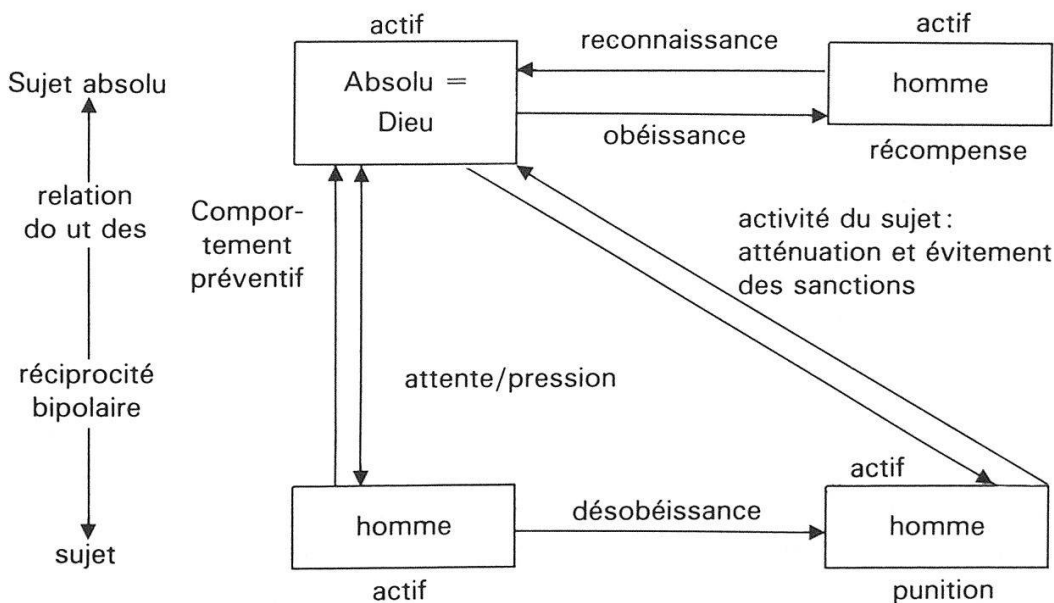 actif
actif
reconnaissance
Sujet absolu
Absolu =
Dieu
homme
obéissance
récompense
relation
do ut des
Compor-
tement
préventif
activité du sujet:
atténuation et évitement
des sanctions
réciprocité
bipolaire
attente/pression
actif
homme
désobéissance
homme
sujet
actif
punition